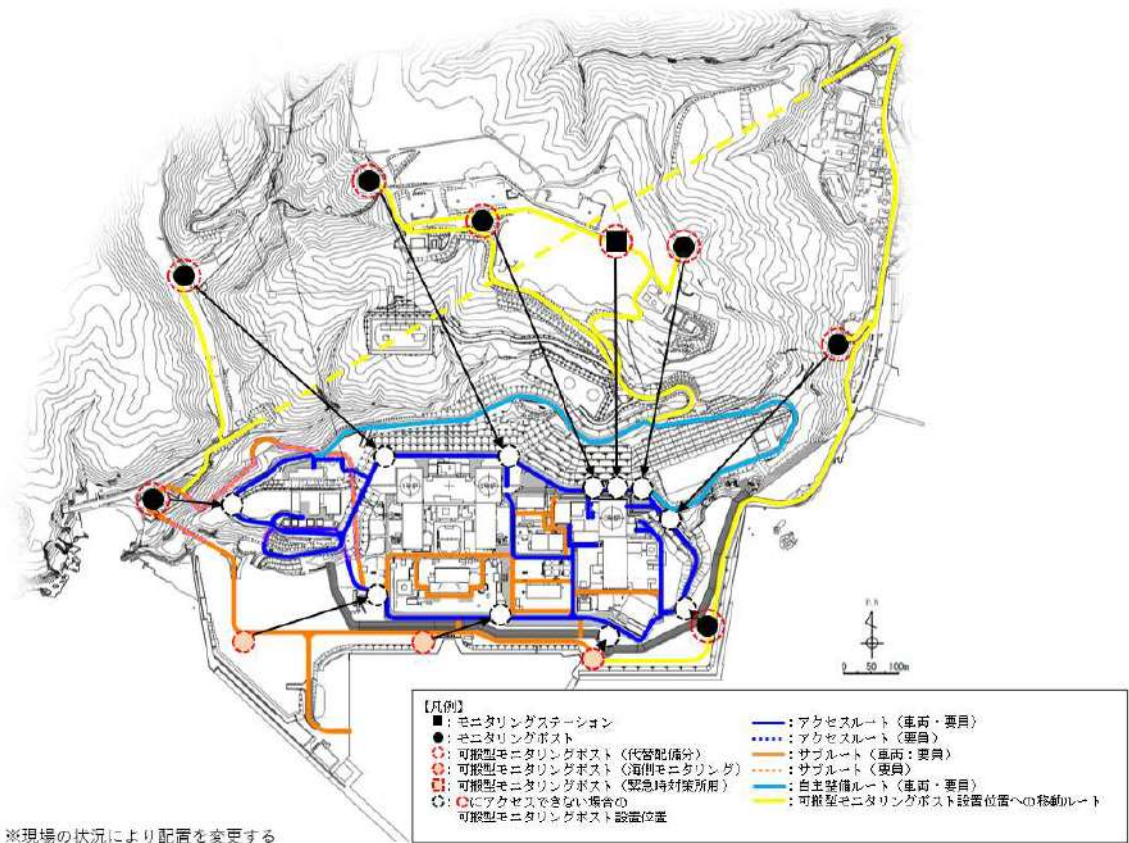 P.N
0 50 100m
【凡例】
■: モニタリングステーション
●: モニタリングポスト
: 可搬型モニタリングポスト（代替配備分）
: 可搬型モニタリングポスト（海側モニタリング）
: 可搬型モニタリングポスト（緊急時対策所用）
: にアクセスできない場合の
可搬型モニタリングポスト設置位置
: アクセスルート（車両・要員）
: アクセスルート（要員）
: サブルート（車両・要員）
: サブルート（要員）
: 自主整備ルート（車両・要員）
: 可搬型モニタリングポスト設置位置への移動ルート
※現場の状況により配置を変更する